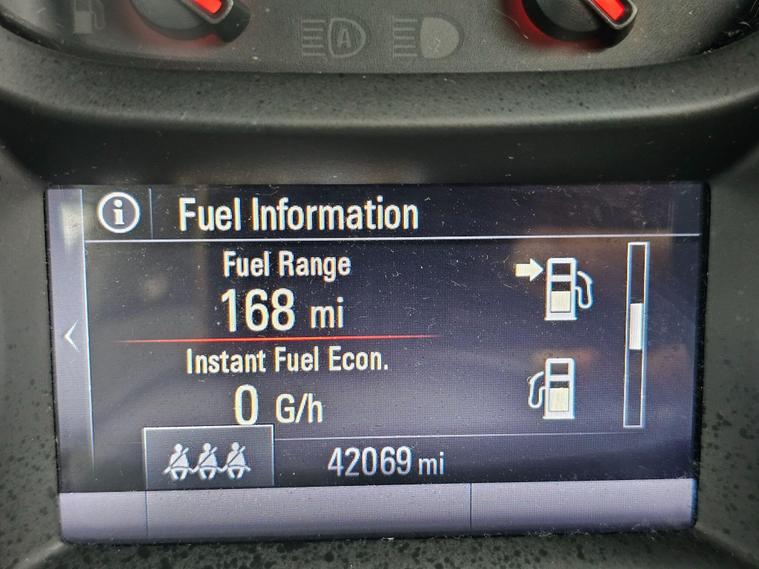 A
i
Fuel Information
Fuel Range
168 mi
Instant Fuel Econ.
0 G/h
42069 mi